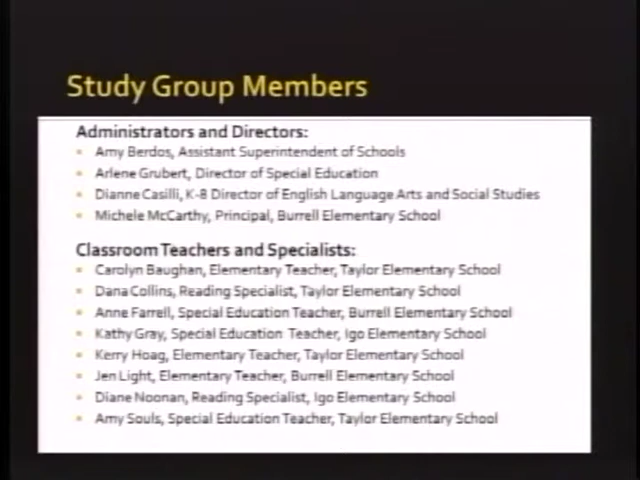 Study Group Members
Administrators and Directors:
Amy Berdos, Assistant Superintendent of Schools
Arlene Grubert, Director of Special Education
Dianne Casilli, K-8 Director of English Language Arts and Social Studies
Michele McCarthy, Principal, Burrell Elementary School
Classroom Teachers and Specialists:
Carolyn Baughan, Elementary Teacher, Taylor Elementary School
Dana Collins, Reading Specialist, Taylor Elementary School
Anne Farrell, Special Education Teacher, Burrell Elementary School
Kathy Gray, Special Education Teacher, Igo Elementary School
Kerry Hoag, Elementary Teacher, Taylor Elementary School
Jen Light, Elementary Teacher, Burrell Elementary School
Diane Noonan, Reading Specialist, Igo Elementary School
Amy Souls, Special Education Teacher, Taylor Elementary School